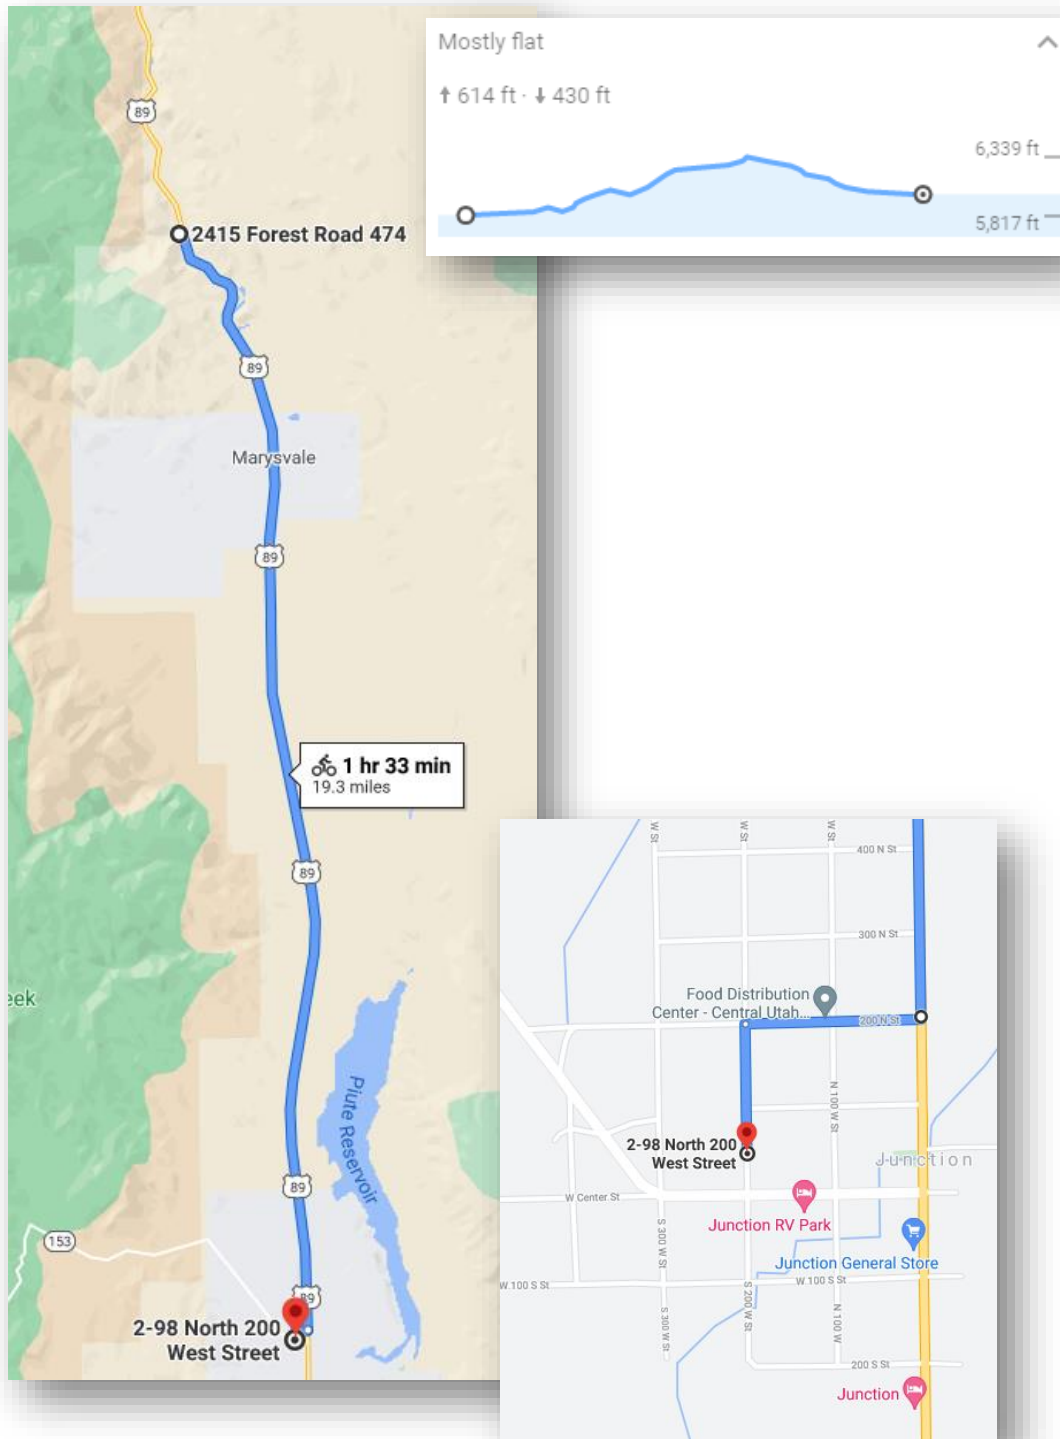 Mostly flat
↑ 614 ft · ↓ 430 ft
6,339 ft
5,817 ft
89
2415 Forest Road 474
89
Marysvale
89
1 hr 33 min
19.3 miles
89
eek
Piute Reservoir
89
153
89
2-98 North 200
West Street
W St
W St
W St
400 N St
300 N St
Food Distribution
Center - Central Utah...
200 N St
N 100 W St
2-98 North 200
West Street
Junction
W Center St
Junction RV Park
S 300 W St
Junction General Store
W 100 S St
W 100 S St
S 200 W St
S 300 W St
N 100 W
200 S St
Junction